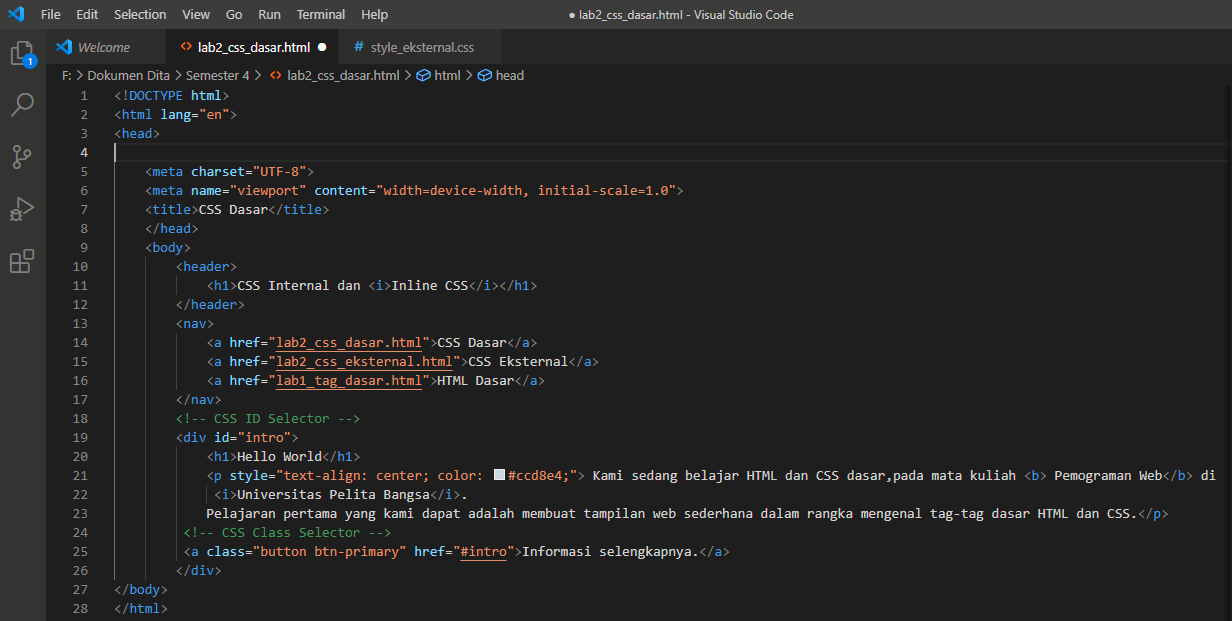 File Edit Selection View Go Run Terminal Help ● lab2_css_dasar.html - Visual Studio Code
Welcome <> lab2_css_dasar.html ● # style_eksternal.css
1
F: > Dokumen Dita > Semester 4 > <> lab2_css_dasar.html > html > head
1 <!DOCTYPE html>
2 <html lang="en">
3 <head>
4
5 <meta charset="UTF-8">
6 <meta name="viewport" content="width=device-width, initial-scale=1.0">
7 <title>CSS Dasar</title>
8 </head>
9 <body>
10 <header>
11 <h1>CSS Internal dan <i>Inline CSS</i></h1>
12 </header>
13 <nav>
14 <a href="lab2_css_dasar.html">CSS Dasar</a>
15 <a href="lab2_css_eksternal.html">CSS Eksternal</a>
16 <a href="lab1_tag_dasar.html">HTML Dasar</a>
17 </nav>
18 <!-- CSS ID Selector -->
19 <div id="intro">
20 <h1>Hello World</h1>
21 <p style="text-align: center; color: #ccd8e4;"> Kami sedang belajar HTML dan CSS dasar,pada mata kuliah <b> Pemograman Web</b> di
22 <i>Universitas Pelita Bangsa</i>.
23 Pelajaran pertama yang kami dapat adalah membuat tampilan web sederhana dalam rangka mengenal tag-tag dasar HTML dan CSS.</p>
24 <!-- CSS Class Selector -->
25 <a class="button btn-primary" href="#intro">Informasi selengkapnya.</a>
26 </div>
27 </body>
28 </html>